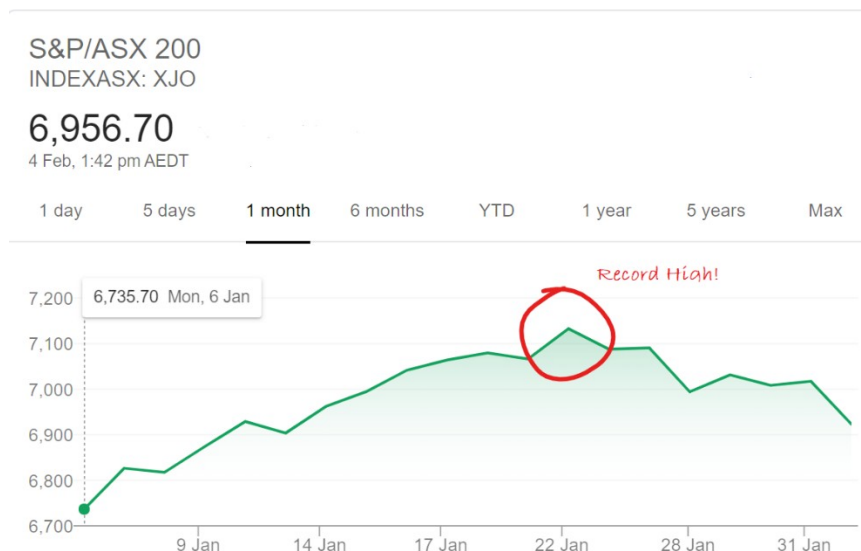 S&P/ASX 200
INDEXASX: XJO
6,956.70
4 Feb, 1:42 pm AEDT
1 day 5 days 1 month 6 months YTD 1 year 5 years Max
Record High!
7,200 6,735.70 Mon, 6 Jan
7,100
7,000
6,900
6,800
6,700
9 Jan 14 Jan 17 Jan 22 Jan 28 Jan 31 Jan